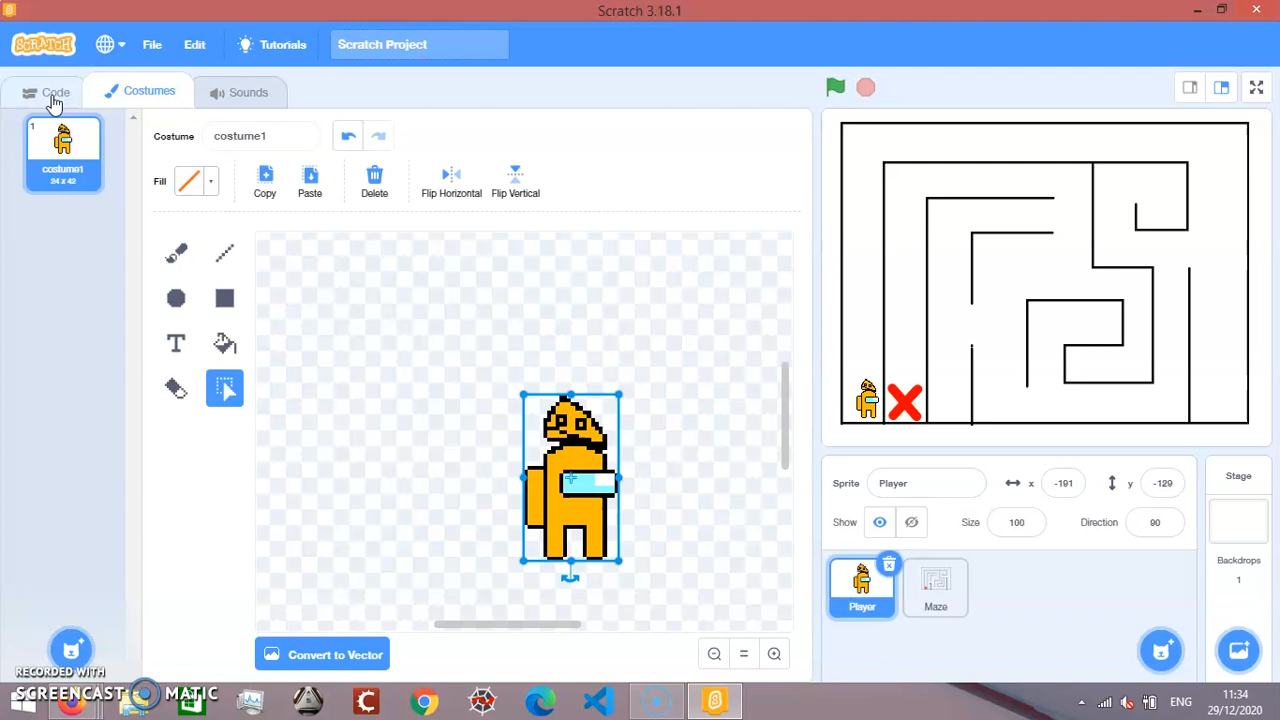 Scratch 3.18.1
SCRATCH
File
Edit
Tutorials
Scratch Project
Code
Costumes
Sounds
1
costume1
24 x 42
Costume
costume1
Fill
Copy
Paste
Delete
Flip Horizontal
Flip Vertical
T
Convert to Vector
Sprite
Player
x
-191
y
-129
Show
Size
100
Direction
90
Player
Maze
Stage
Backdrops
1
RECORDED WITH
SCREENCAST MATIC
ENG
11:34
29/12/2020